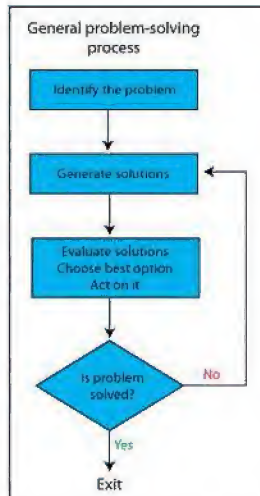 General problem-solving
process
Identify the problem
Generate solutions
Evaluate solutions
Choose best option
Act on it
Is problem
solved?
No
Yes
Exit